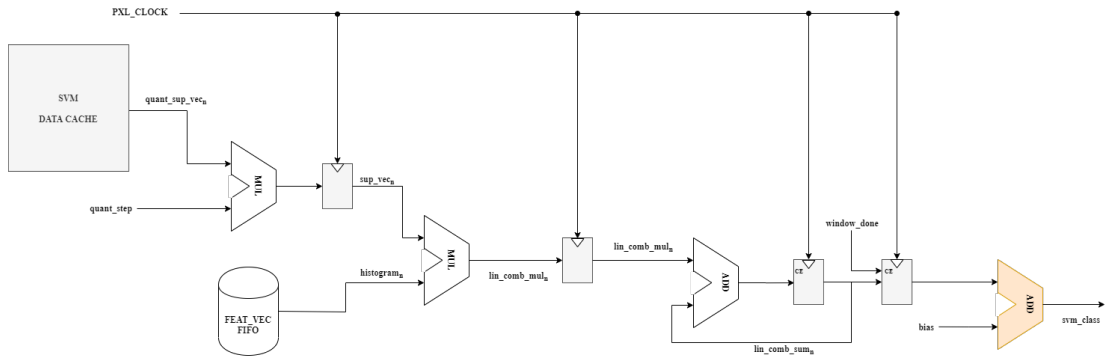 PXL_CLOCK
SVM
DATA CACHE
quant_sup_vecn
MUL
quant_step
sup_vecn
MUL
histogramn
FEAT_VEC
FIFO
lin_comb_muln
lin_comb_muln
ADD
CE
window_done
CE
lin_comb_sumn
bias
ADD
svm_class